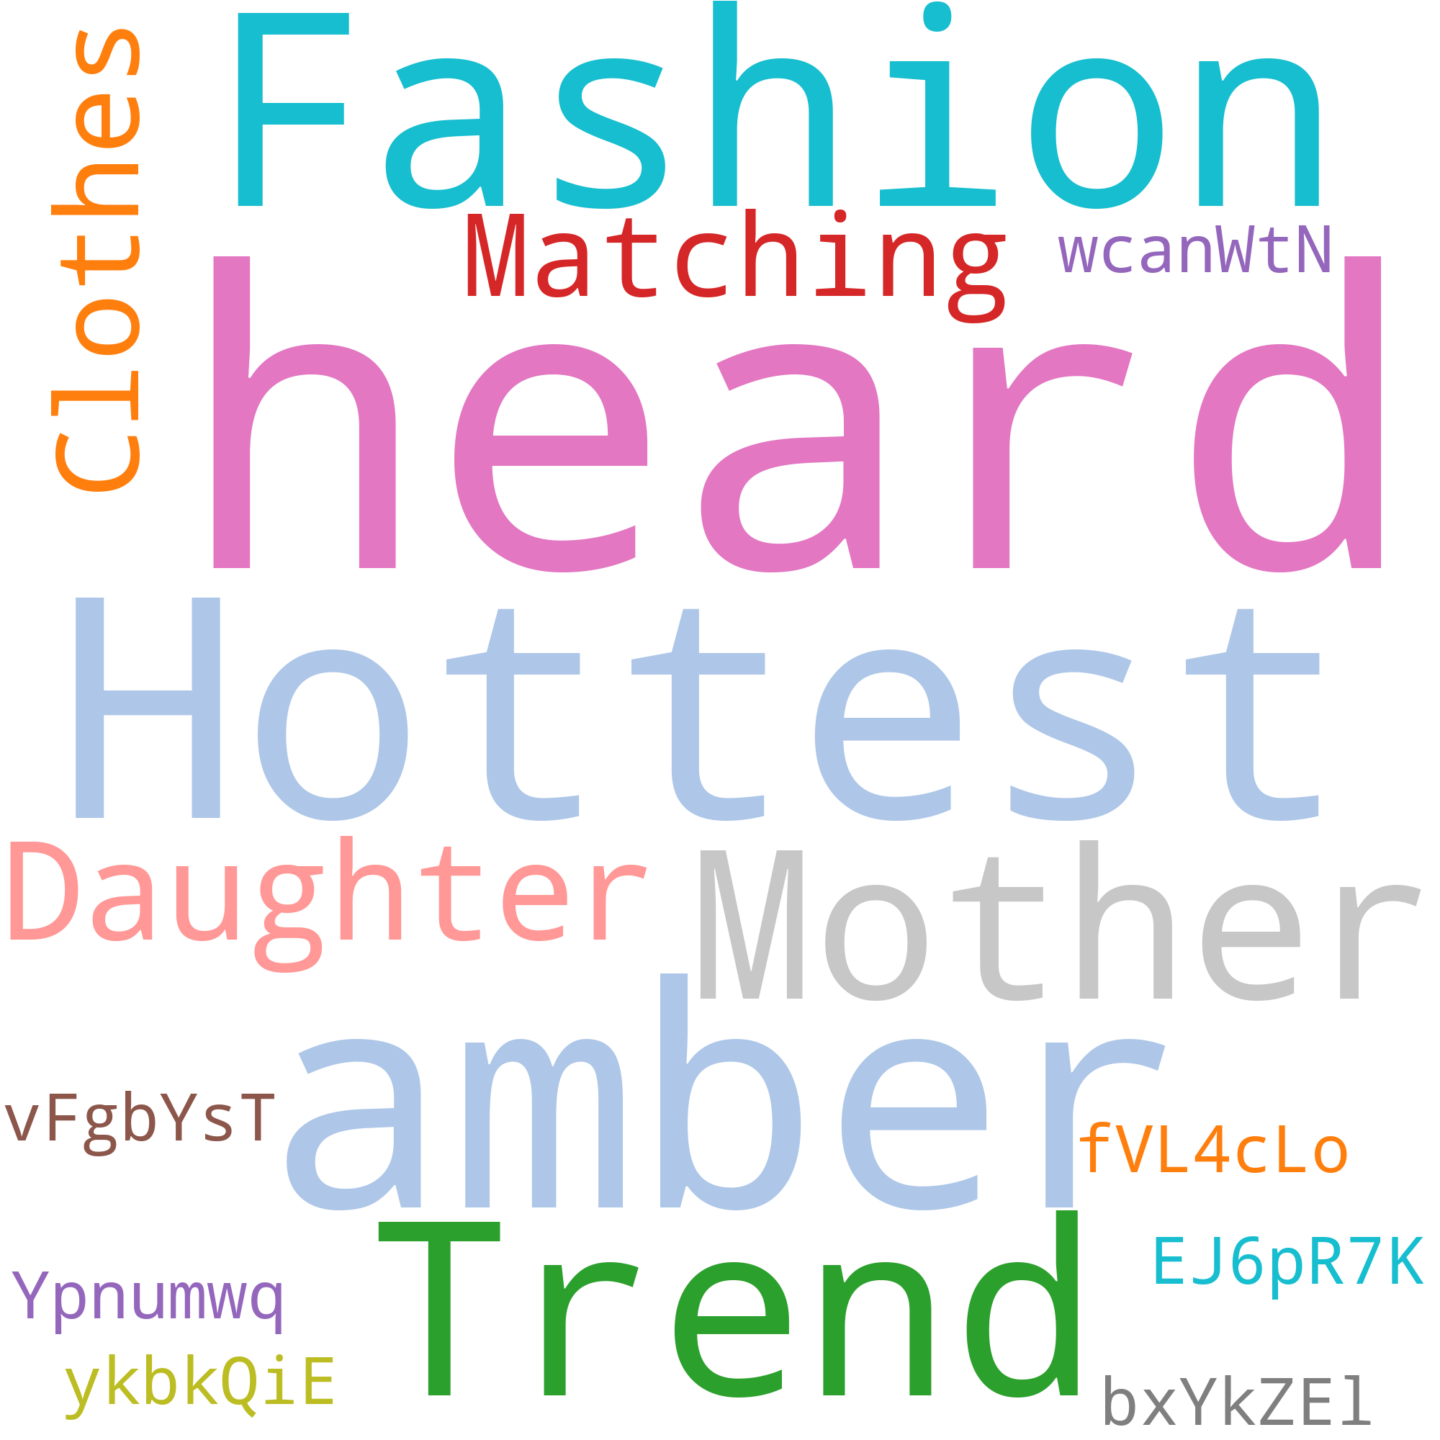 Clothes
Fashion
Matching
wcanWtN
heard
Hottest
Daughter
Mother
amber
vFgbYsT
fVL4cLo
Trend
EJ6pR7K
Ypnumwq
ykbkQiE
bxYkZEl